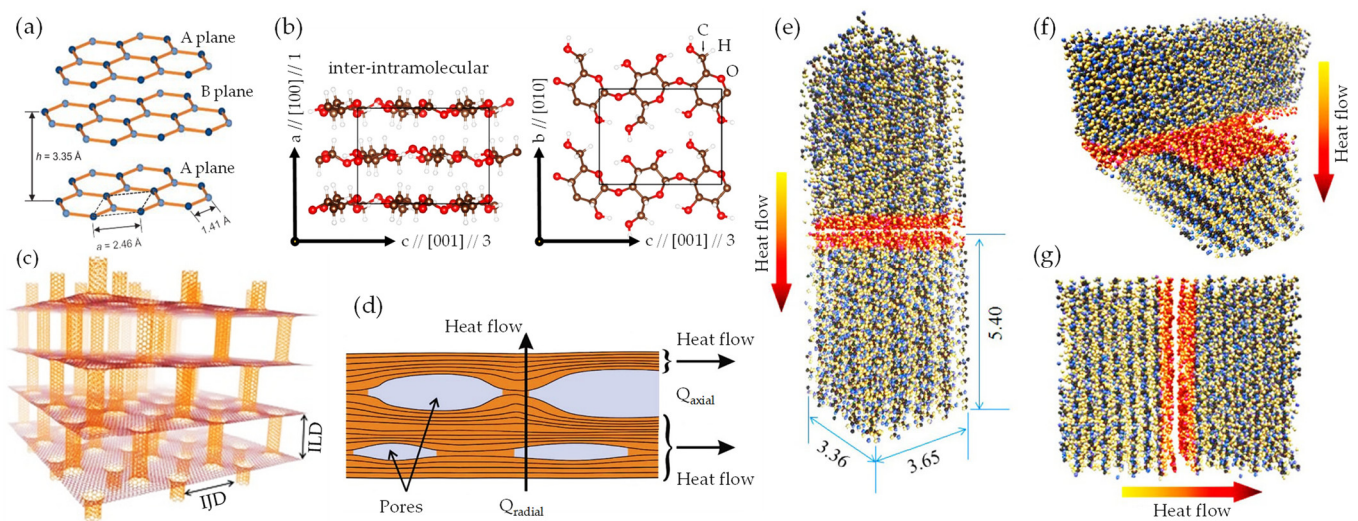 (a)
A plane
B plane
h = 3.35 Å
A plane
1.41 Å
a = 2.46 Å
(b)
inter-intramolecular
a // [100] // 1
c // [001] // 3
C
H
O
b // [010]
c // [001] // 3
(c)
ILD
IJD
(d)
Heat flow
Heat flow
Qaxial
Heat flow
Pores
Qradial
(e)
Heat flow
5.40
3.36
3.65
(f)
Heat flow
(g)
Heat flow